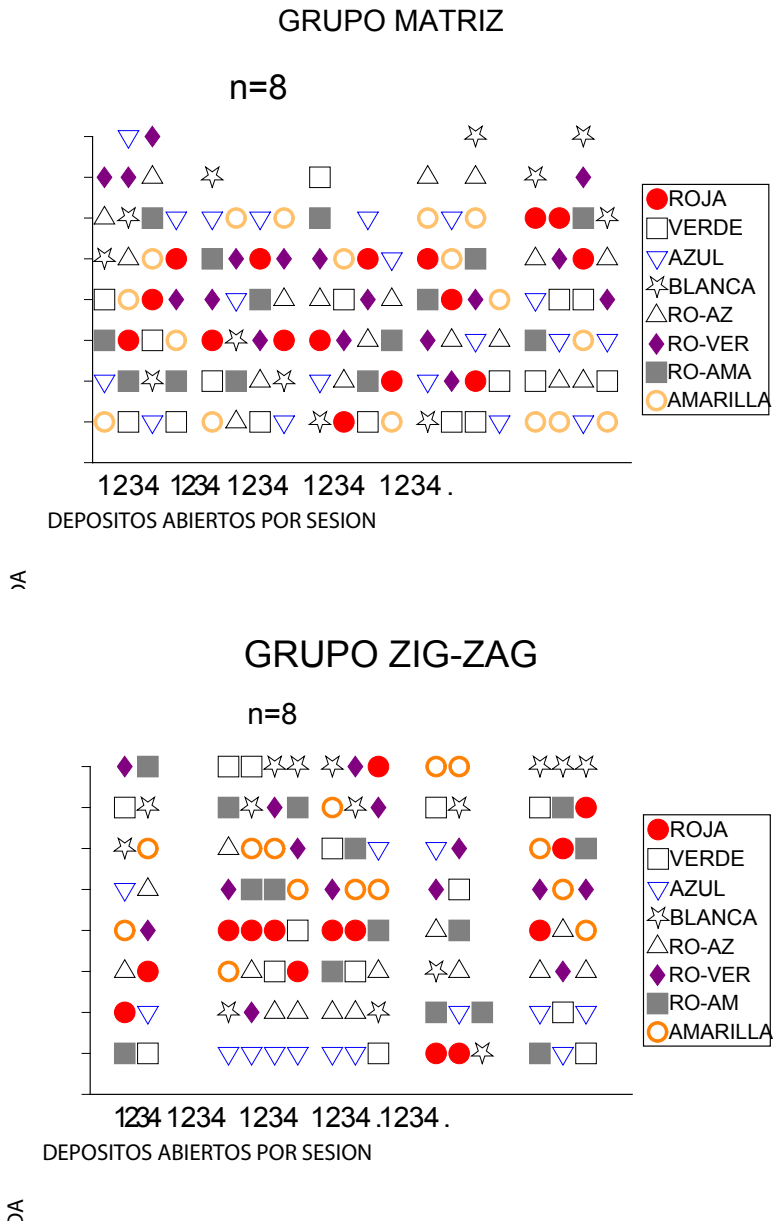 GRUPO MATRIZ
n=8
ROJA
VERDE
AZUL
BLANCA
RO-AZ
RO-VER
RO-AMA
AMARILLA
1234 1234 1234 1234 1234 .
DEPOSITOS ABIERTOS POR SESION
GRUPO ZIG-ZAG
n=8
ROJA
VERDE
AZUL
BLANCA
RO-AZ
RO-VER
RO-AM
AMARILLA
1234 1234 1234 1234 .1234 .
DEPOSITOS ABIERTOS POR SESION